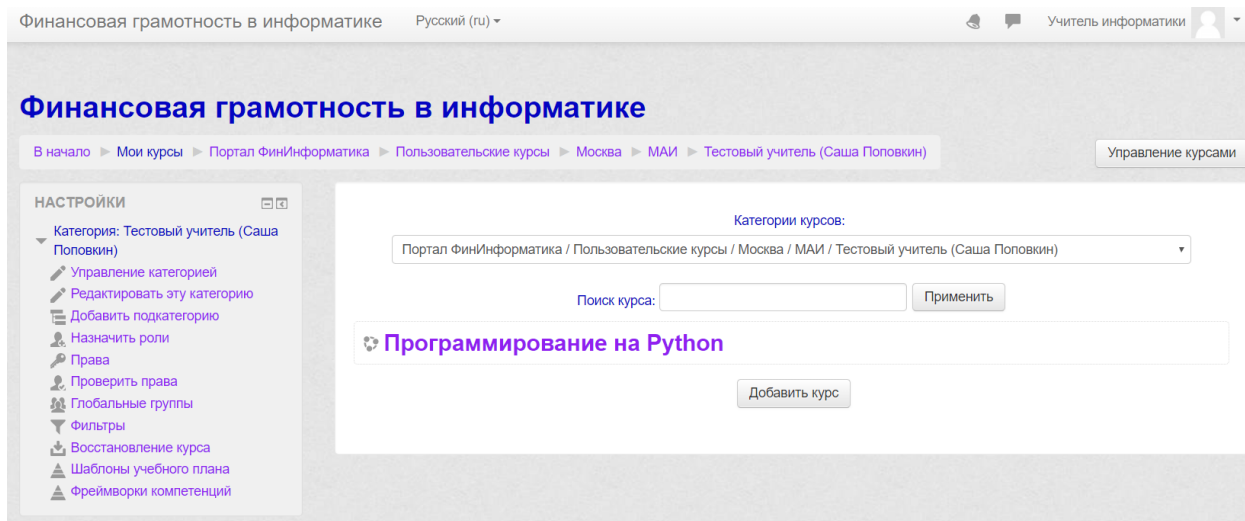 Финансовая грамотность в информатике Русский (ru) Учитель информатики
Финансовая грамотность в информатике
В начало Мои курсы Портал ФинИнформатика Пользовательские курсы Москва МАИ Тестовый учитель (Саша Поповкин)
Управление курсами
НАСТРОЙКИ
Категория: Тестовый учитель (Саша
Поповкин)
Управление категорией
Редактировать эту категорию
Добавить подкатегорию
Назначить роли
Права
Проверить права
Глобальные группы
Фильтры
Восстановление курса
Шаблоны учебного плана
Фреймворки компетенций
Категории курсов:
Портал ФинИнформатика / Пользовательские курсы / Москва / МАИ / Тестовый учитель (Саша Поповкин)
Поиск курса: Применить
Программирование на Python
Добавить курс